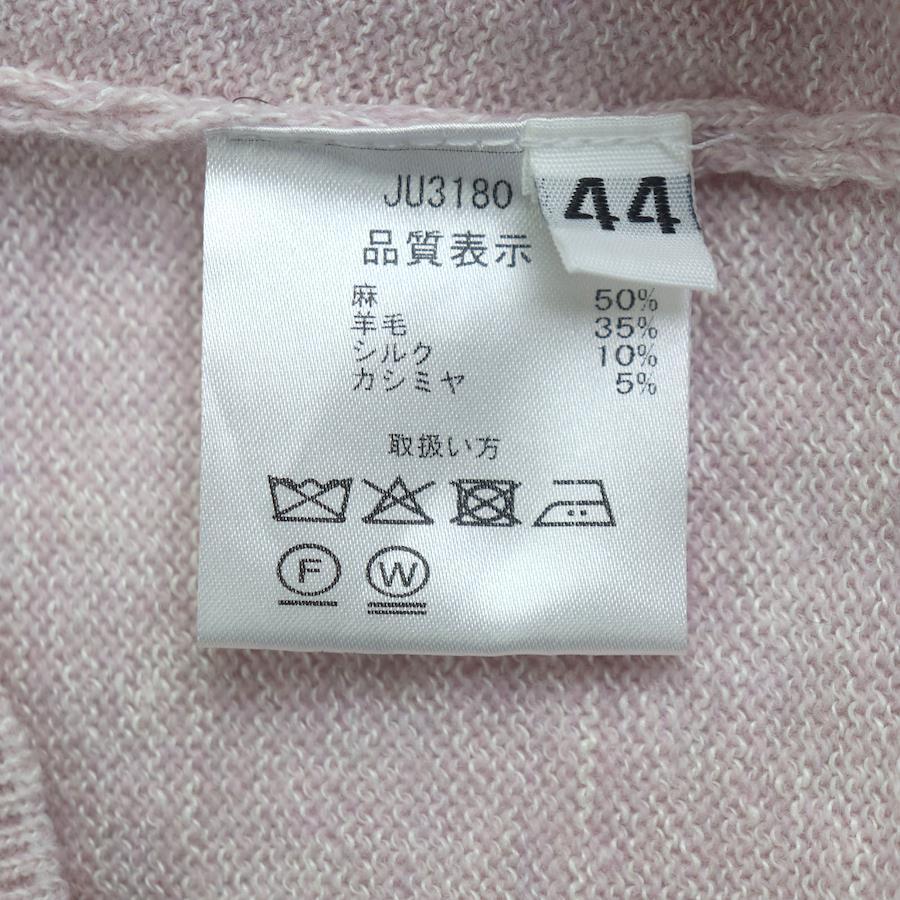 JU3180
44
品質表示
麻 50%
羊毛 35%
シルク 10%
カシミヤ 5%
取扱い方
F W